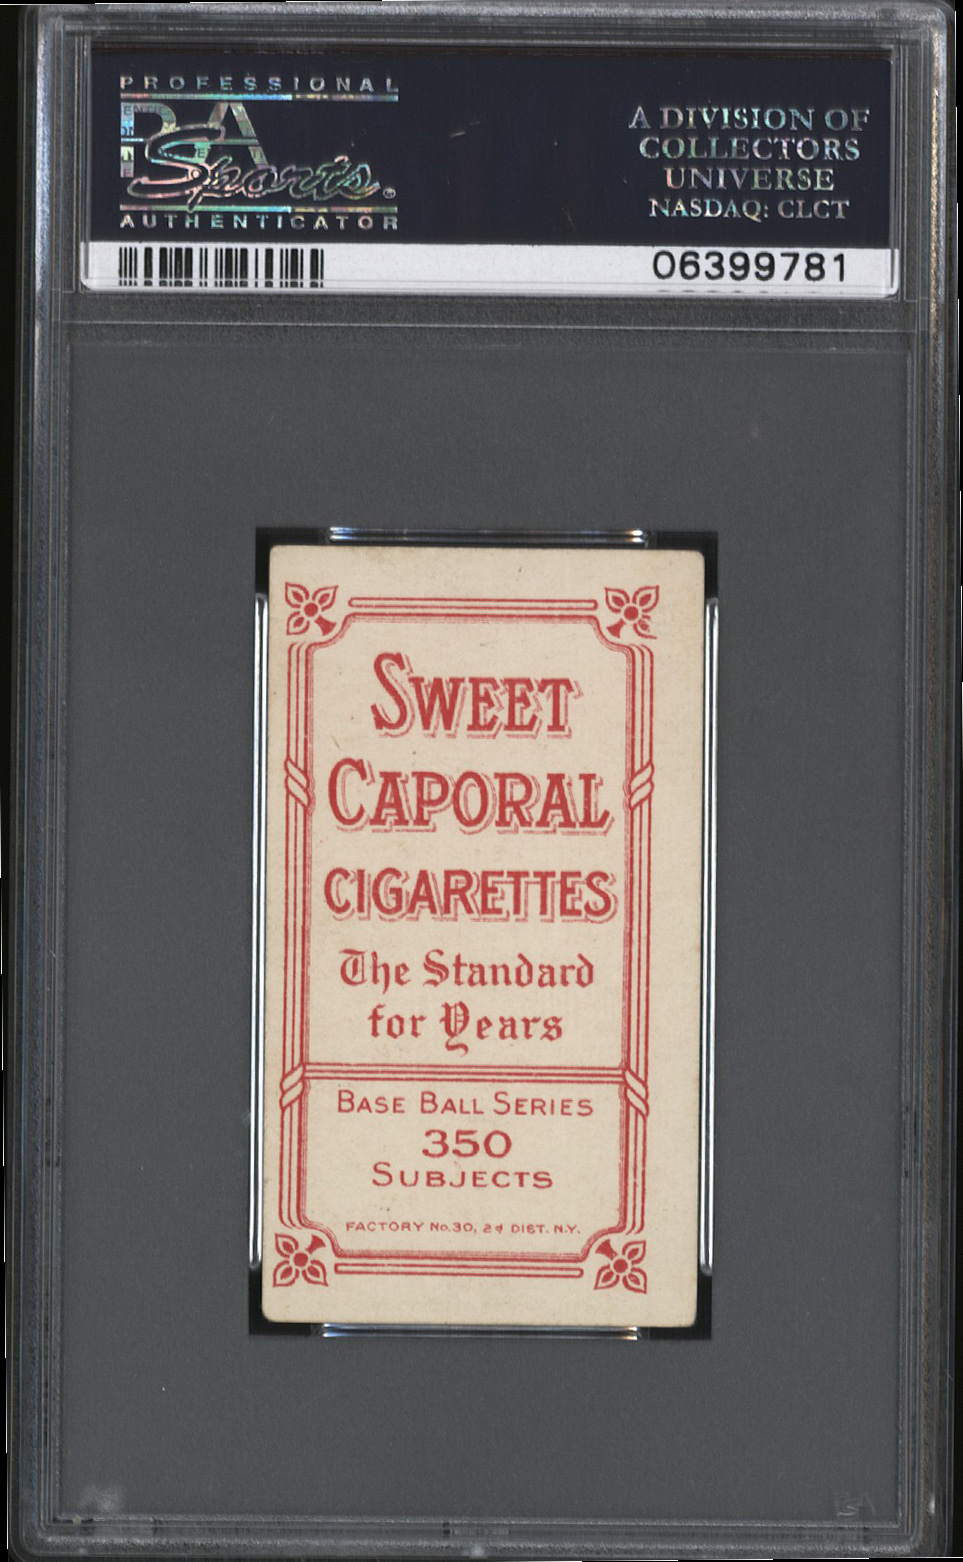 PROFESSIONAL
PSA
Sports®
AUTHENTICATOR
A DIVISION OF
COLLECTORS
UNIVERSE
NASDAQ: CLCT
06399781
SWEET
CAPORAL
CIGARETTES
The Standard
for Years
BASE BALL SERIES
350
SUBJECTS
FACTORY No. 30, 2d DIST. N.Y.